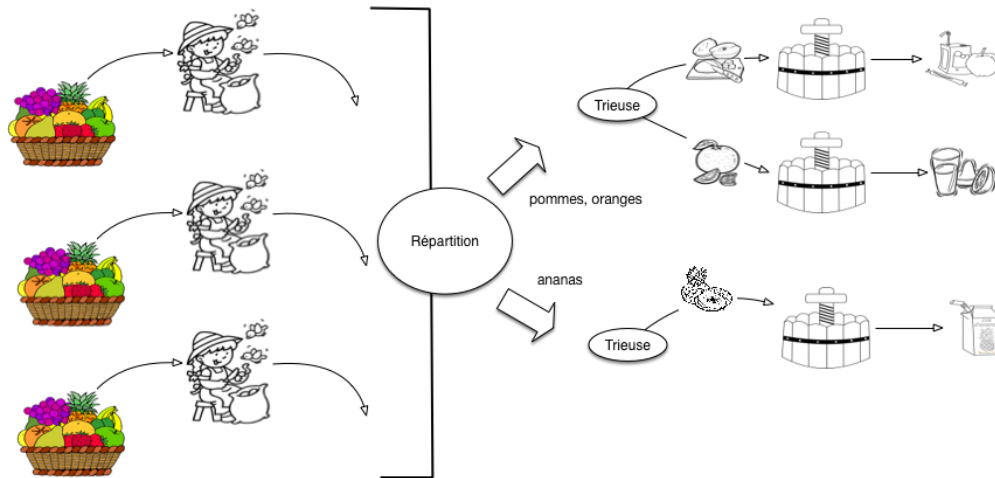 Trieuse
pommes, oranges
Répartition
ananas
Trieuse